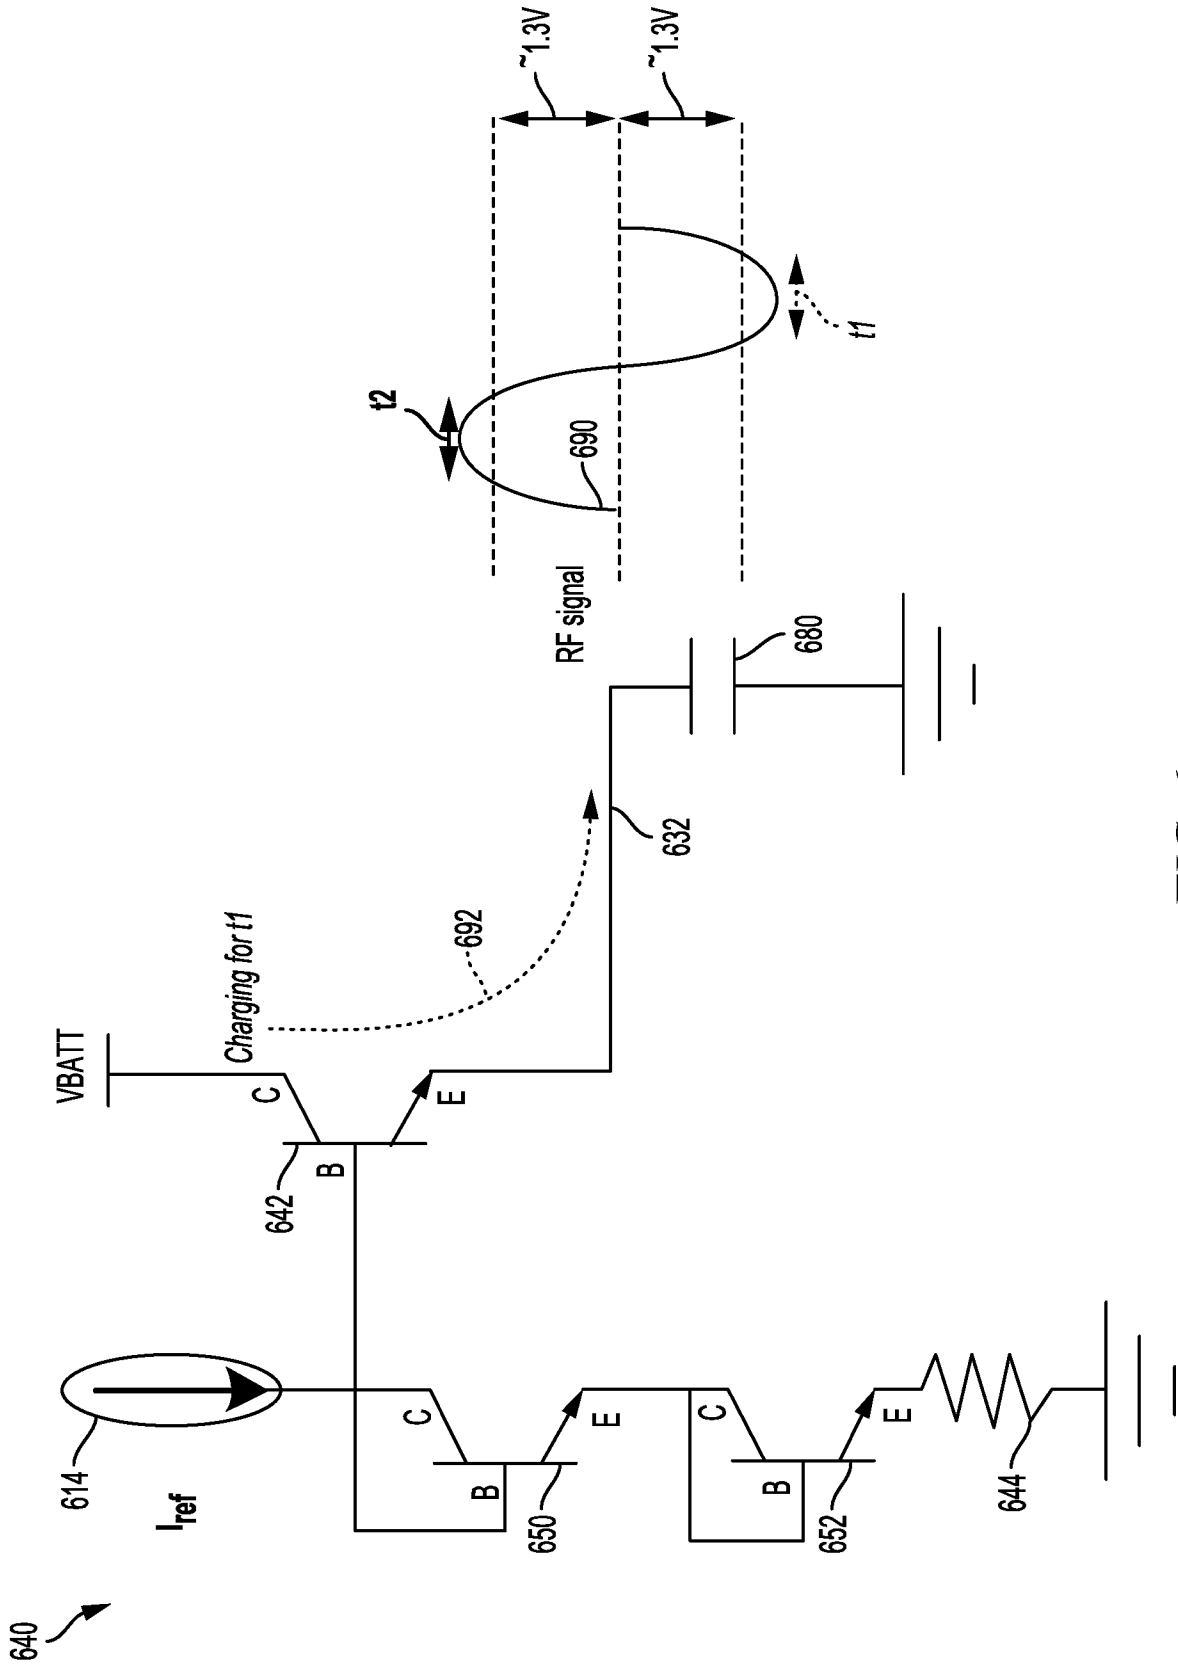 640
614
I_ref
VBATT
C
642
B
E
Charging for t1
692
632
680
C
B
E
650
C
B
E
652
644
RF signal
690
t2
t1
~1.3V
~1.3V